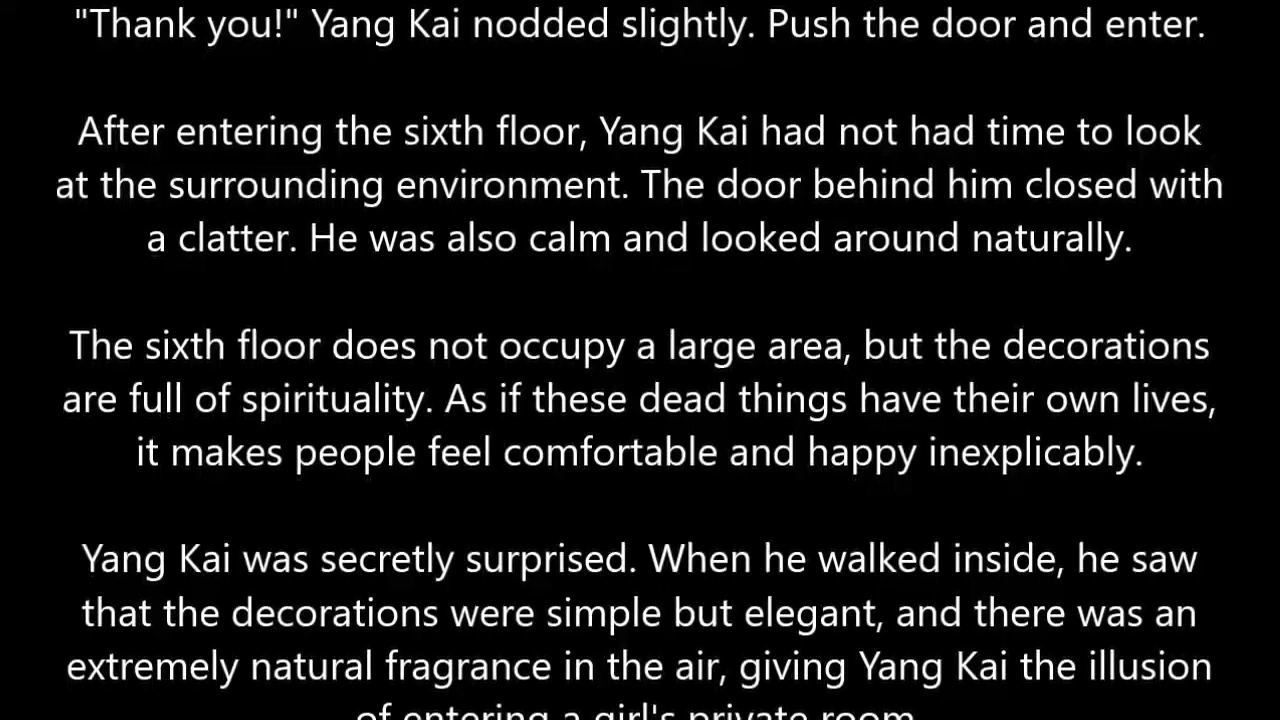 "Thank you!" Yang Kai nodded slightly. Push the door and enter.
After entering the sixth floor, Yang Kai had not had time to look
at the surrounding environment. The door behind him closed with
a clatter. He was also calm and looked around naturally.
The sixth floor does not occupy a large area, but the decorations
are full of spirituality. As if these dead things have their own lives,
it makes people feel comfortable and happy inexplicably.
Yang Kai was secretly surprised. When he walked inside, he saw
that the decorations were simple but elegant, and there was an
extremely natural fragrance in the air, giving Yang Kai the illusion
of entering a girl's private room.